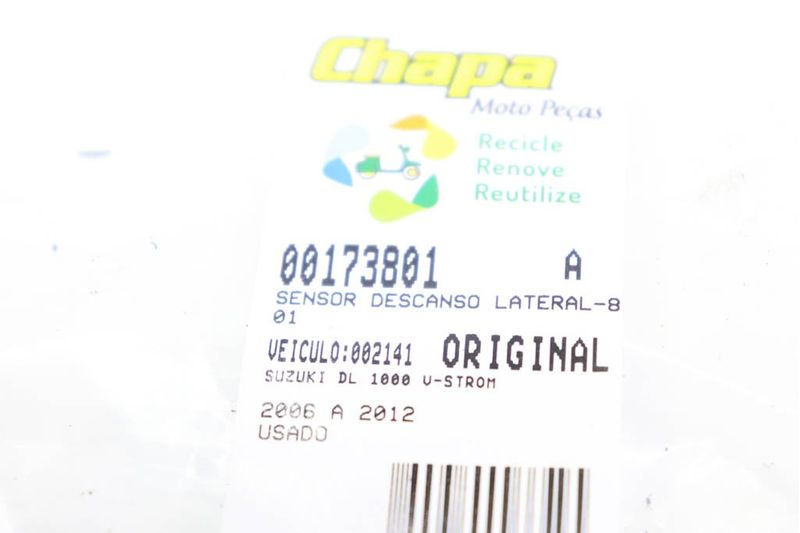 Chapa
Moto Peças
Recicle
Renove
Reutilize
00173801 A
SENSOR DESCANSO LATERAL-8
01
VEICULO:002141 ORIGINAL
SUZUKI DL 1000 V-STROM
2006 A 2012
USADO